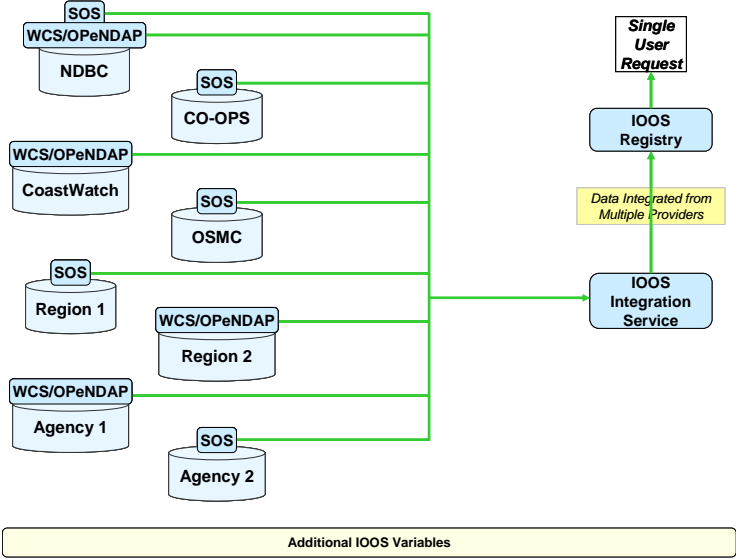 SOS
WCS/OPeNDAP
NDBC
SOS
CO-OPS
WCS/OPeNDAP
CoastWatch
SOS
OSMC
SOS
Region 1
WCS/OPeNDAP
Region 2
WCS/OPeNDAP
Agency 1
SOS
Agency 2
Single
User
Request
IOOS
Registry
Data Integrated from
Multiple Providers
IOOS
Integration
Service
Additional IOOS Variables